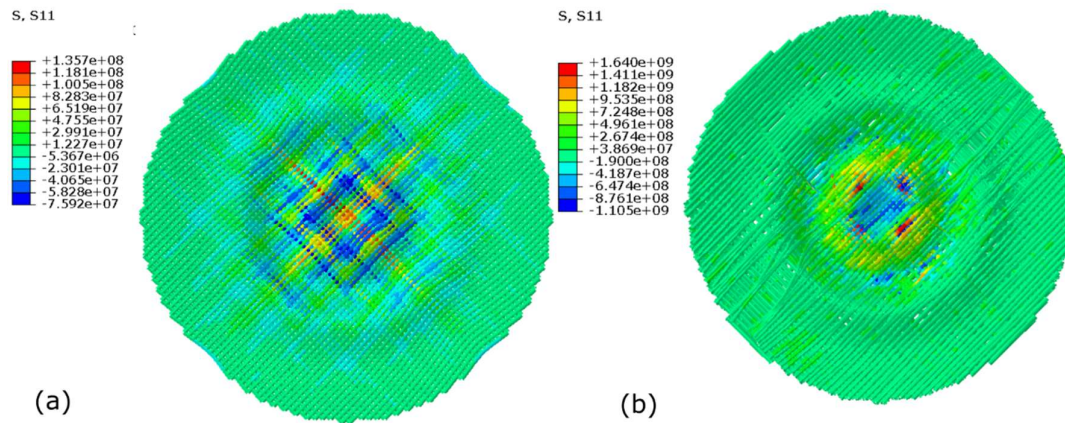 S, S11
+1.357e+08
+1.181e+08
+1.005e+08
+8.283e+07
+6.519e+07
+4.755e+07
+2.991e+07
+1.227e+07
-5.367e+06
-2.301e+07
-4.065e+07
-5.828e+07
-7.592e+07
(a)
S, S11
+1.640e+09
+1.411e+09
+1.182e+09
+9.535e+08
+7.248e+08
+4.961e+08
+2.674e+08
+3.869e+07
-1.900e+08
-4.187e+08
-6.474e+08
-8.761e+08
-1.105e+09
(b)